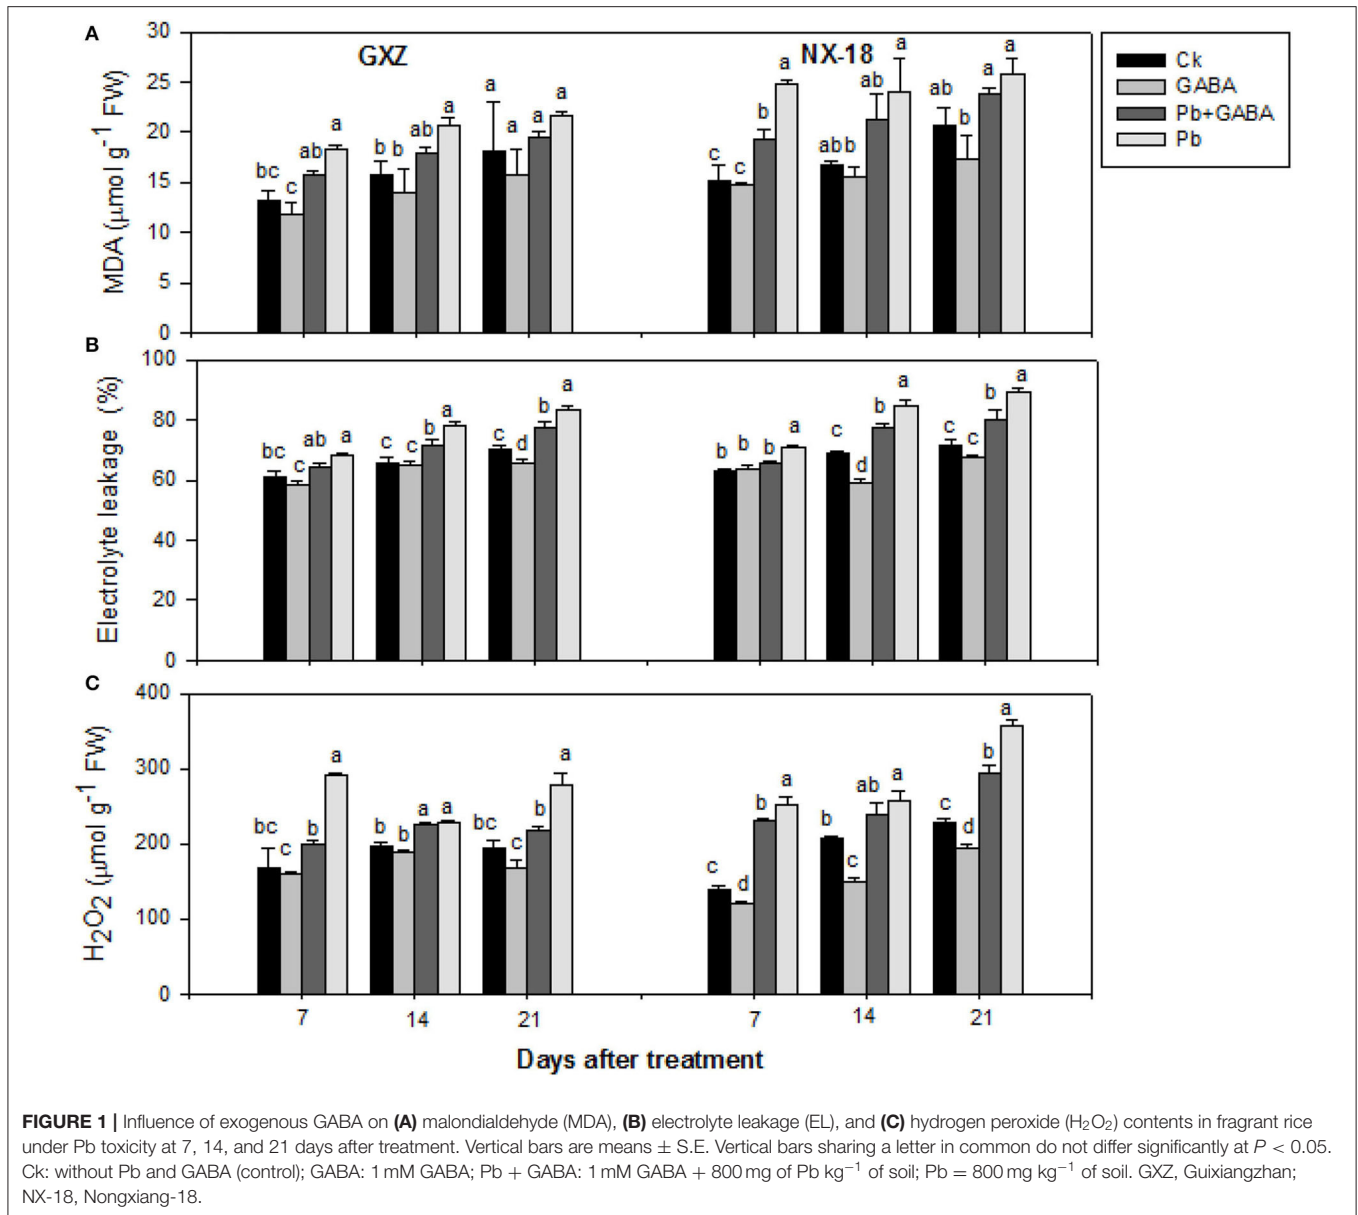 A
30
25
20
15
10
5
0
MDA (μmol g⁻¹ FW)
GXZ
NX-18
bc c ab a
b b ab a
a a a a
c c b a
ab b ab a
ab b a a
Ck
GABA
Pb+GABA
Pb
B
100
80
60
40
20
0
Electrolyte leakage (%)
bc c ab a
c c b a
c d b a
b b b a
c d b a
c c b a
C
400
300
200
100
0
H₂O₂ (μmol g⁻¹ FW)
bc c b a
b b a a
bc c b a
c d b a
b c ab a
c d b a
7 14 21 7 14 21
Days after treatment
FIGURE 1 | Influence of exogenous GABA on (A) malondialdehyde (MDA), (B) electrolyte leakage (EL), and (C) hydrogen peroxide (H₂O₂) contents in fragrant rice
under Pb toxicity at 7, 14, and 21 days after treatment. Vertical bars are means ± S.E. Vertical bars sharing a letter in common do not differ significantly at P < 0.05.
Ck: without Pb and GABA (control); GABA: 1 mM GABA; Pb + GABA: 1 mM GABA + 800 mg of Pb kg⁻¹ of soil; Pb = 800 mg kg⁻¹ of soil. GXZ, Guixiangzhan;
NX-18, Nongxiang-18.